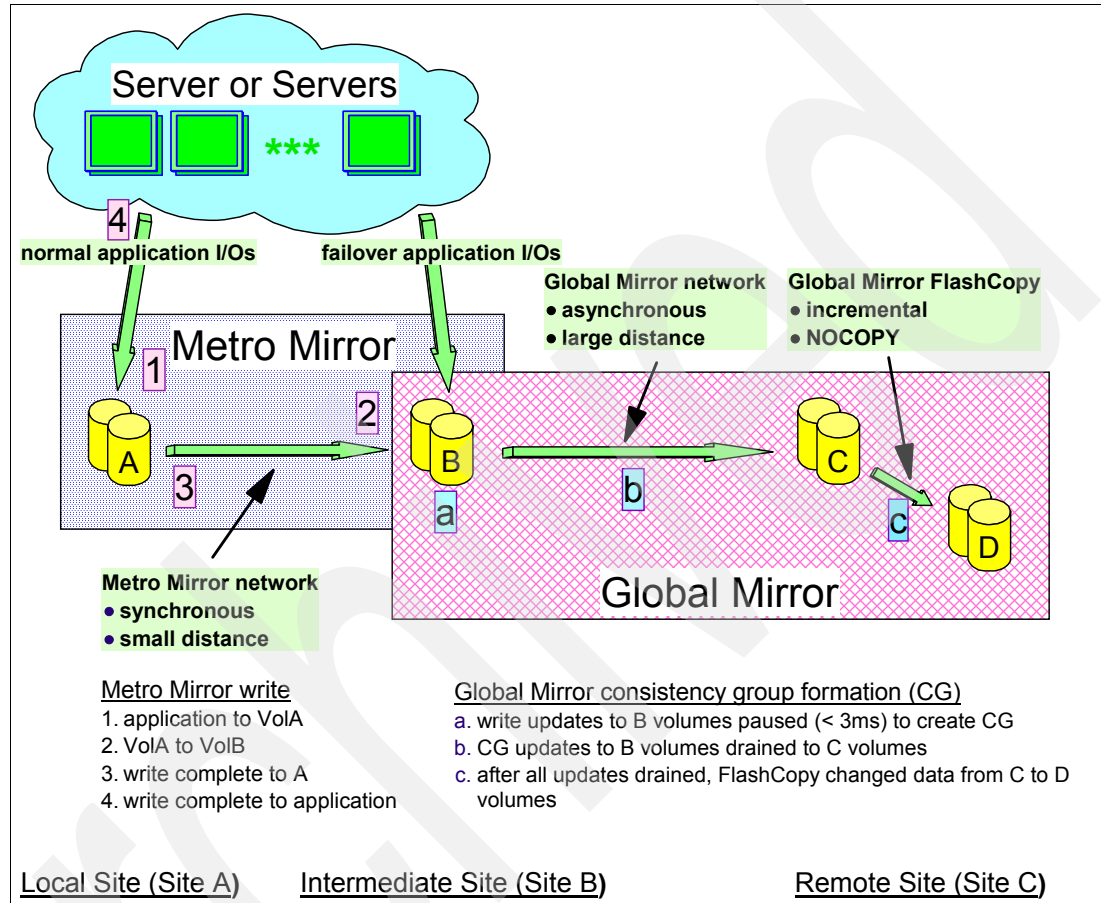 Server or Servers
***
4
normal application I/Os
failover application I/Os
Global Mirror network
• asynchronous
• large distance
Global Mirror FlashCopy
• incremental
• NOCOPY
Metro Mirror
1
2
A
3
B
a
b
C
c
D
Global Mirror
Metro Mirror network
• synchronous
• small distance
Metro Mirror write
1. application to VolA
2. VolA to VolB
3. write complete to A
4. write complete to application
Global Mirror consistency group formation (CG)
a. write updates to B volumes paused (< 3ms) to create CG
b. CG updates to B volumes drained to C volumes
c. after all updates drained, FlashCopy changed data from C to D
volumes
Local Site (Site A)
Intermediate Site (Site B)
Remote Site (Site C)